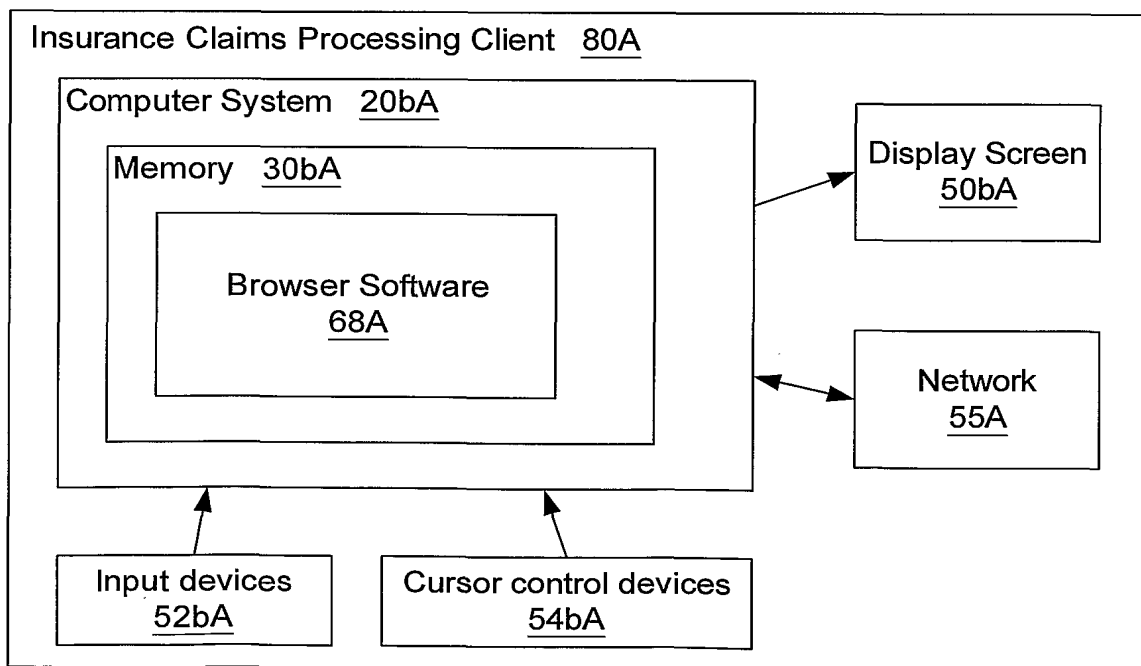 Insurance Claims Processing Client 80A
Computer System 20bA
Memory 30bA
Browser Software
68A
Display Screen
50bA
Network
55A
Input devices
52bA
Cursor control devices
54bA